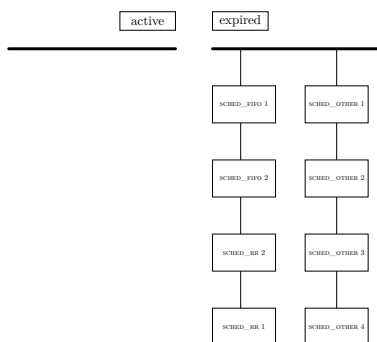 active
expired
SCHED_FIFO 1
SCHED_OTHER 1
SCHED_FIFO 2
SCHED_OTHER 2
SCHED_RR 2
SCHED_OTHER 3
SCHED_RR 1
SCHED_OTHER 4